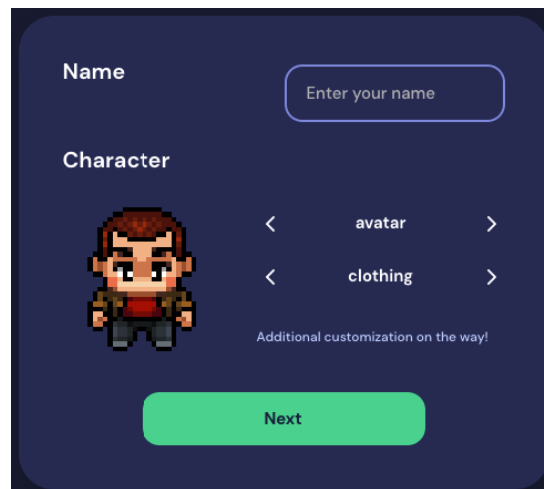 Name
Enter your name
Character
avatar
clothing
Additional customization on the way!
Next